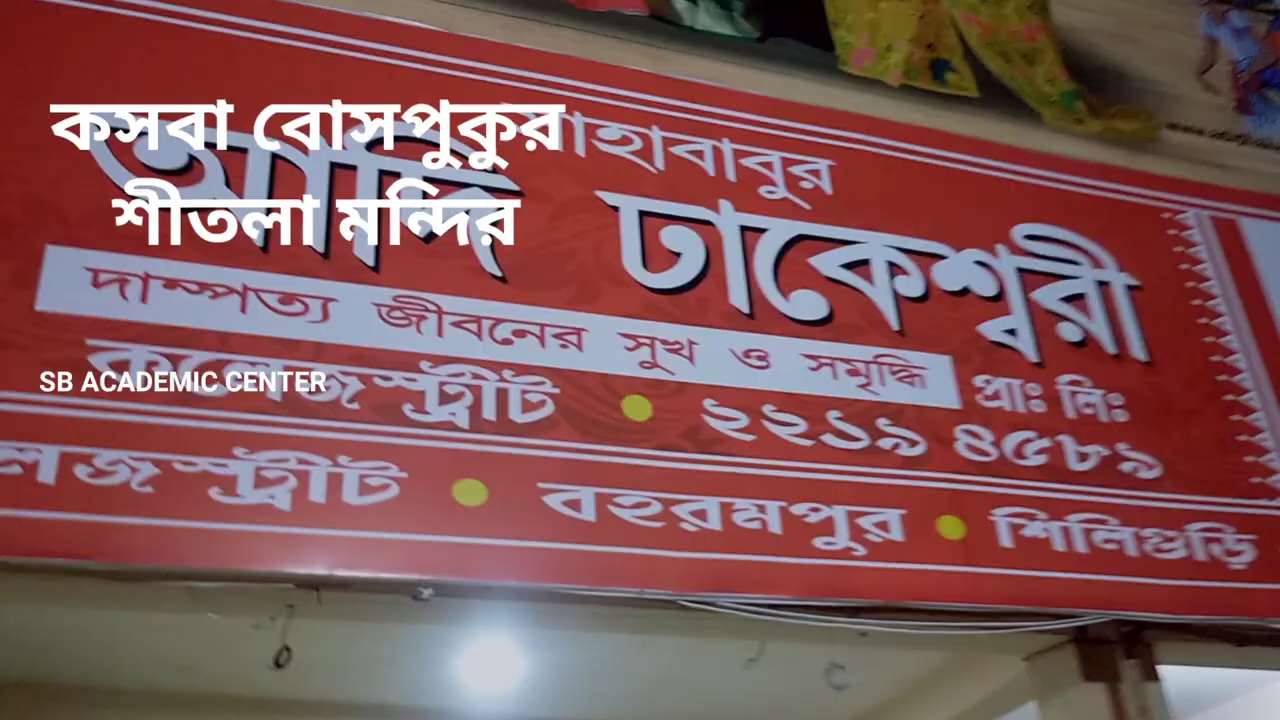 কসবা বোসপুকুর
শীতলা মন্দির
সাহাবাবুর
আদি ঢাকেশ্বরী
দাম্পত্য জীবনের সুখ ও সমৃদ্ধি
প্রাঃ লিঃ
SB ACADEMIC CENTER
কলেজস্ট্রীট ● ২২১৯ ৪৫৮৯
লেজস্ট্রীট ● বহরমপুর ● শিলিগুড়ি